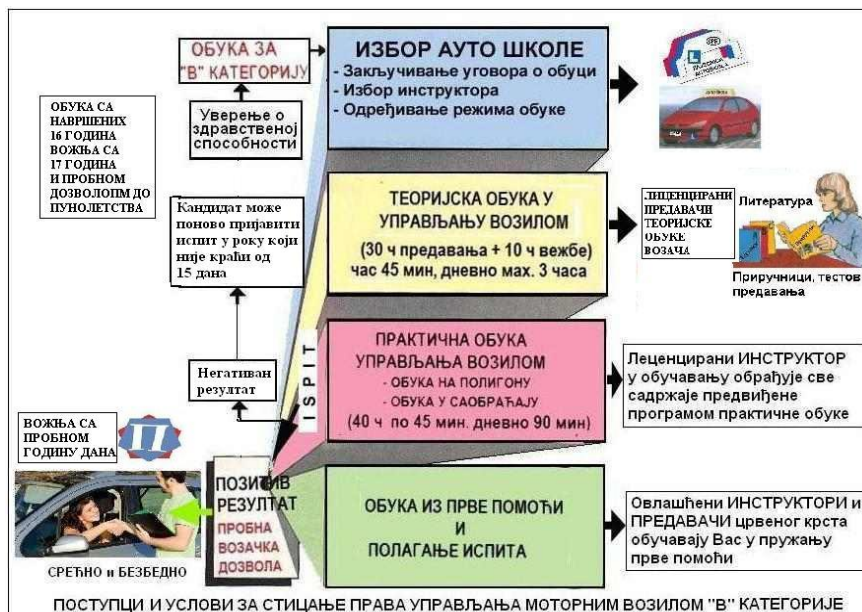 ОБУКА ЗА
"В" КАТЕГОРИЈУ
ИЗБОР АУТО ШКОЛЕ
- Закључивање уговора о обуци
- Избор инструктора
- Одређивање режима обуке
ОБУКА СА
НАВРШЕНИХ
16 ГОДИНА
ВОЖЊА СА
17 ГОДИНА
И ПРОБНОМ
ДОЗВОЛОПМ ДО
ПУНОЛЕТСТВА
Уверење о
здравственој
способности
Кандидат може
поново пријавити
испит у року који
није краћи од
15 дана
ТЕОРИЈСКА ОБУКА У
УПРАВЉАЊУ ВОЗИЛОМ
(30 ч предавања + 10 ч вежбе)
час 45 мин, дневно мах. 3 часа
ЛИЦЕНЦИРАНИ
ПРЕДАВАЧИ
ТЕОРИЈСКЕ
ОБУКЕ
ВОЗАЧА
Литература
Приручници, тестов
предавања
Негативан
резултат
ISPIT
ПРАКТИЧНА ОБУКА
УПРАВЉАЊА ВОЗИЛОМ
- ОБУКА НА ПОЛИГОНУ
- ОБУКА У САОБРАЋАЈУ
(40 ч по 45 мин. дневно 90 мин)
Леценцирани ИНСТРУКТОР
у обучавању обрађује све
садржаје предвиђене
програмом практичне обуке
ВОЖЊА СА
ПРОБНОМ
ГОДИНУ ДАНА
П
ПОЗИТИВ
РЕЗУЛТАТ
ПРОБНА
ВОЗАЧКА
ДОЗВОЛА
СРЕЋНО и БЕЗБЕДНО
ОБУКА ИЗ ПРВЕ ПОМОЋИ
И
ПОЛАГАЊЕ ИСПИТА
Овлашћени ИНСТРУКТОРИ и
ПРЕДАВАЧИ црвеног крста
обучавају Вас у пружању
прве помоћи
ПОСТУПЦИ И УСЛОВИ ЗА СТИЦАЊЕ ПРАВА УПРАВЉАЊА МОТОРНИМ ВОЗИЛОМ "В" КАТЕГОРИЈЕ